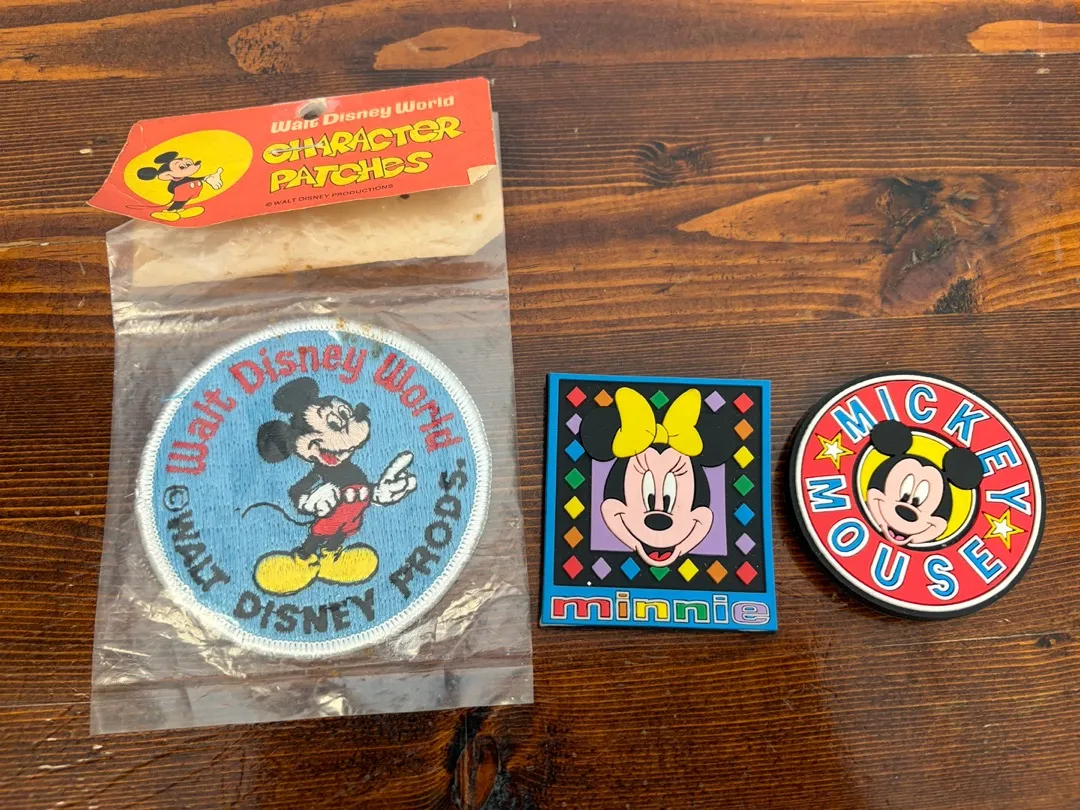 Walt Disney World
CHARACTER
PATCHES
© WALT DISNEY PRODUCTIONS
Walt Disney World
© WALT DISNEY PRODS.
minnie
MICKEY
MOUSE